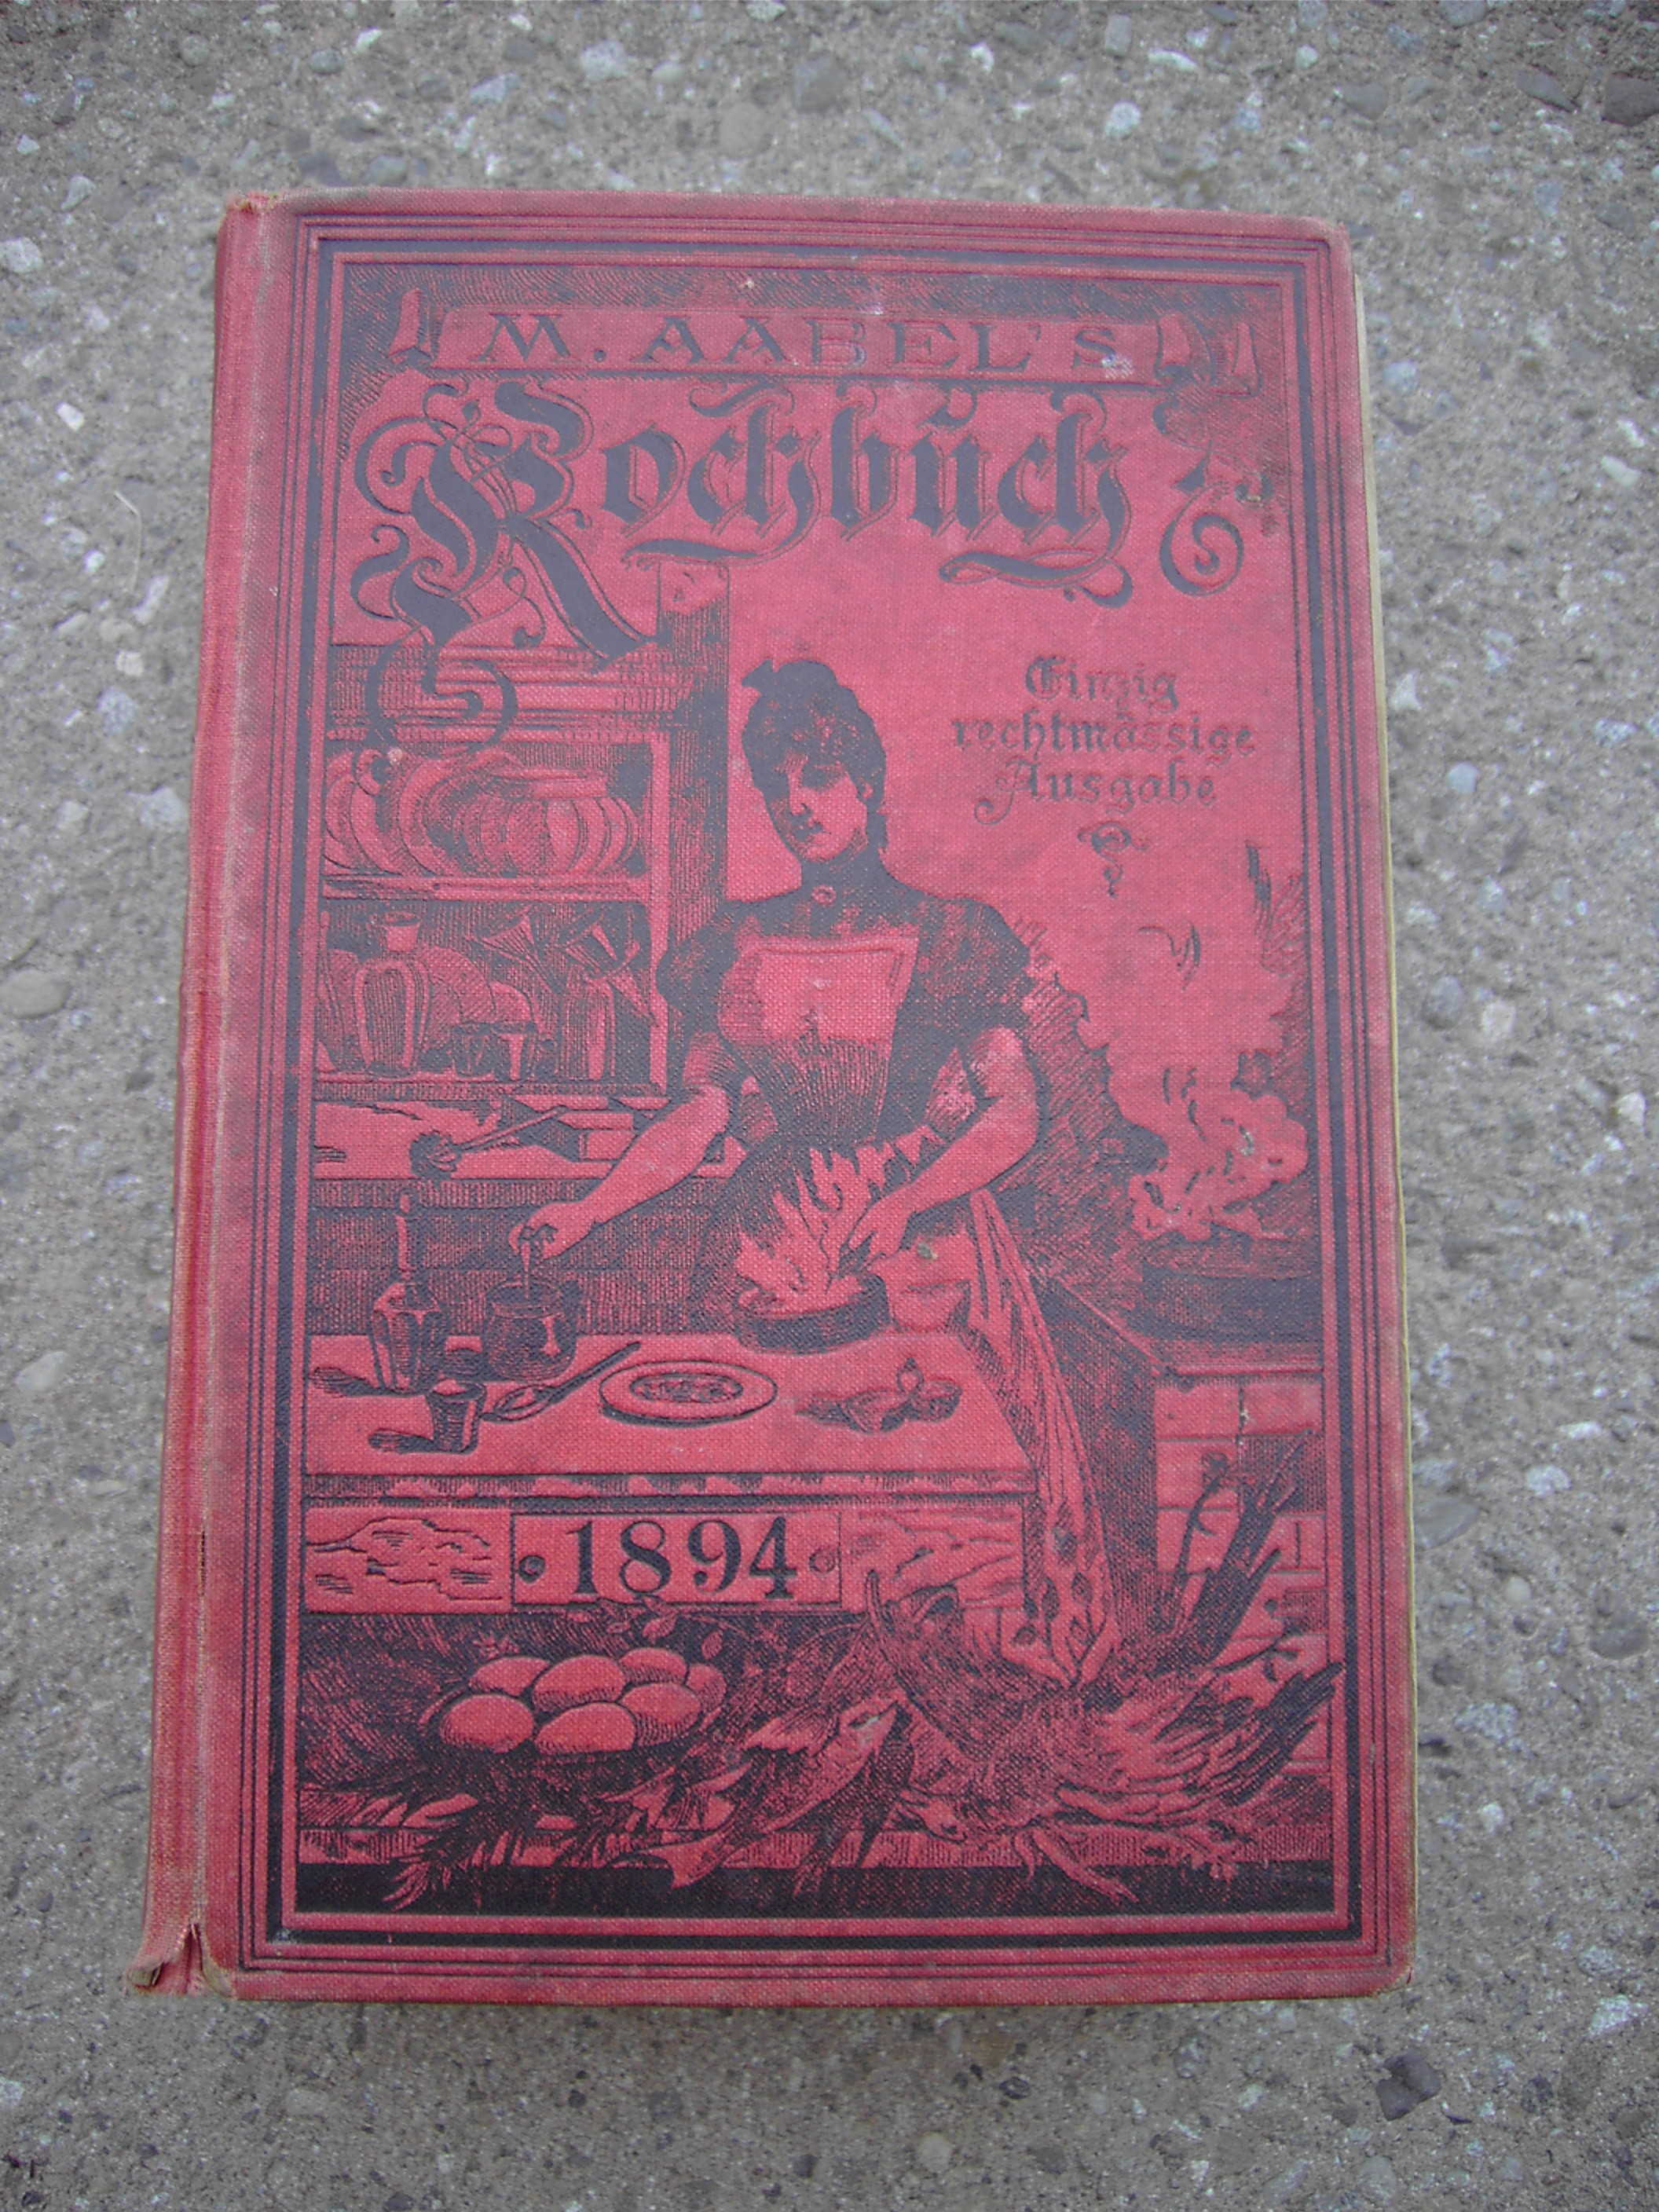 M. AABEL'S
Kochbuch
Einzig
rechtmässige
Ausgabe
1894